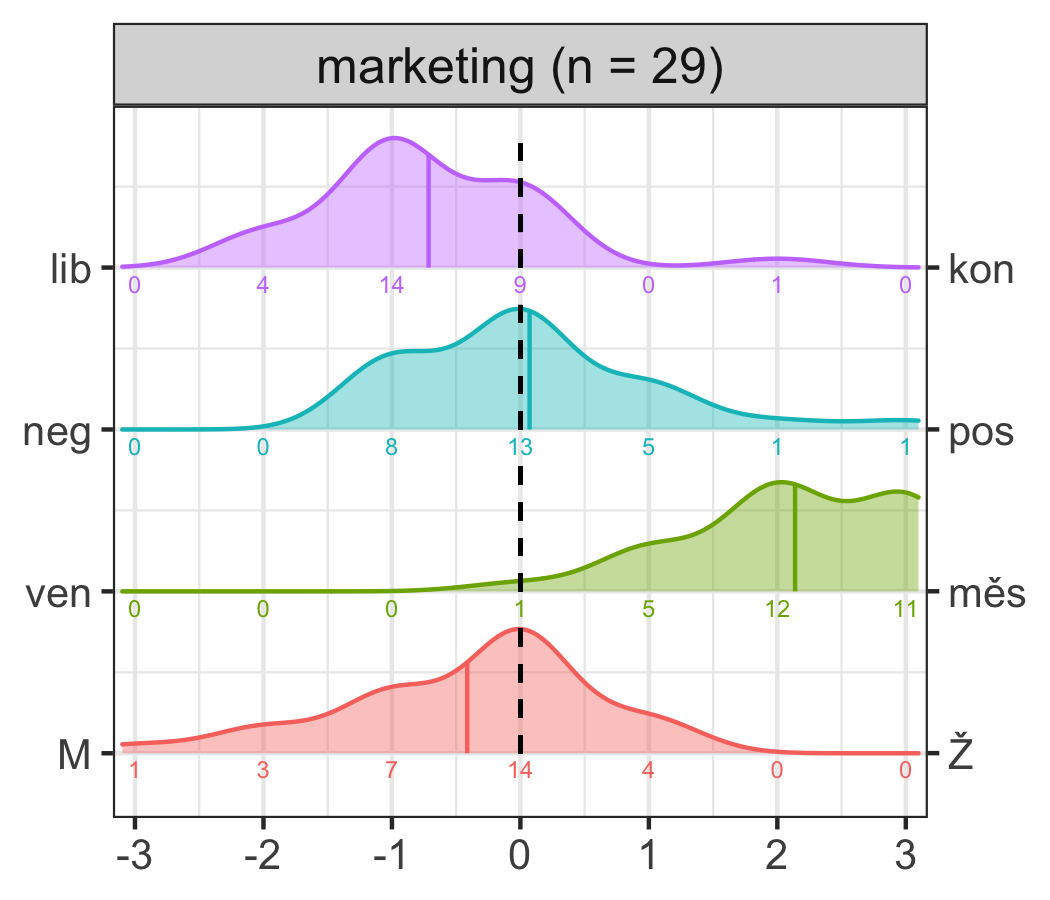 marketing (n = 29)
lib kon
0 4 14 9 0 1 0
neg pos
0 0 8 13 5 1 1
ven měs
0 0 0 1 5 12 11
M Ž
1 3 7 14 4 0 0
-3 -2 -1 0 1 2 3